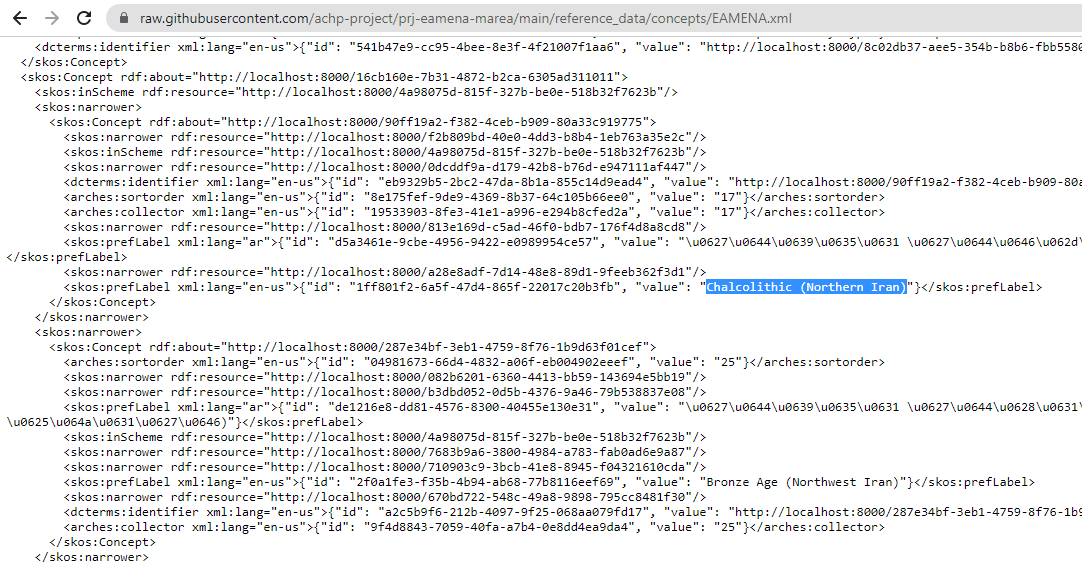 raw.githubusercontent.com/achp-project/prj-eamena-marea/main/reference_data/concepts/EAMENA.xml
<dcterms:identifier xml:lang="en-us">{"id": "541b47e9-cc95-4bee-8e3f-4f21007f1aa6", "value": "http://localhost:8000/8c02db37-aee5-354b-b8b6-fbb5580
</skos:Concept>
<skos:Concept rdf:about="http://localhost:8000/16cb160e-7b31-4872-b2ca-6305ad311011">
<skos:inScheme rdf:resource="http://localhost:8000/4a98075d-815f-327b-be0e-518b32f7623b"/>
<skos:narrower>
<skos:Concept rdf:about="http://localhost:8000/90ff19a2-f382-4ceb-b909-80a33c919775">
<skos:narrower rdf:resource="http://localhost:8000/f2b809bd-40e0-4dd3-b8b4-1eb763a35e2c"/>
<skos:inScheme rdf:resource="http://localhost:8000/4a98075d-815f-327b-be0e-518b32f7623b"/>
<skos:narrower rdf:resource="http://localhost:8000/0dcddf9a-d179-42b8-b76d-e947111af447"/>
<dcterms:identifier xml:lang="en-us">{"id": "eb9329b5-2bc2-47da-8b1a-855c14d9ead4", "value": "http://localhost:8000/90ff19a2-f382-4ceb-b909-80a
<arches:sortorder xml:lang="en-us">{"id": "8e175fef-9de9-4369-8b37-64c105b66ee0", "value": "17"}</arches:sortorder>
<arches:collector xml:lang="en-us">{"id": "19533903-8fe3-41e1-a996-e294b8cfed2a", "value": "17"}</arches:collector>
<skos:narrower rdf:resource="http://localhost:8000/813e169d-c5ad-46f0-bdb7-176f4d8a8cd8"/>
<skos:prefLabel xml:lang="ar">{"id": "d5a3461e-9cbe-4956-9422-e0989954ce57", "value": "\u0627\u0644\u0639\u0635\u0631 \u0627\u0644\u0646\u062d\
</skos:prefLabel>
<skos:narrower rdf:resource="http://localhost:8000/a28e8adf-7d14-48e8-89d1-9feeb362f3d1"/>
<skos:prefLabel xml:lang="en-us">{"id": "1ff801f2-6a5f-47d4-865f-22017c20b3fb", "value": "Chalcolithic (Northern Iran)"}</skos:prefLabel>
</skos:Concept>
</skos:narrower>
<skos:narrower>
<skos:Concept rdf:about="http://localhost:8000/287e34bf-3eb1-4759-8f76-1b9d63f01cef">
<arches:sortorder xml:lang="en-us">{"id": "04981673-66d4-4832-a06f-eb004902eeef", "value": "25"}</arches:sortorder>
<skos:narrower rdf:resource="http://localhost:8000/082b6201-6360-4413-bb59-143694e5bb19"/>
<skos:narrower rdf:resource="http://localhost:8000/b3dbd052-0d5b-4376-9a46-79b538837e08"/>
<skos:prefLabel xml:lang="ar">{"id": "de1216e8-dd81-4576-8300-40455e130e31", "value": "\u0627\u0644\u0639\u0635\u0631 \u0627\u0644\u0628\u0631\
\u0625\u064a\u0631\u0627\u0646)"}</skos:prefLabel>
<skos:inScheme rdf:resource="http://localhost:8000/4a98075d-815f-327b-be0e-518b32f7623b"/>
<skos:narrower rdf:resource="http://localhost:8000/7683b9a6-3800-4984-a783-fab0ad6e9a87"/>
<skos:narrower rdf:resource="http://localhost:8000/710903c9-3bcb-41e8-8945-f04321610cda"/>
<skos:prefLabel xml:lang="en-us">{"id": "2f0a1fe3-f35b-4b94-ab68-77b8116eef69", "value": "Bronze Age (Northwest Iran)"}</skos:prefLabel>
<skos:narrower rdf:resource="http://localhost:8000/670bd722-548c-49a8-9898-795cc8481f30"/>
<dcterms:identifier xml:lang="en-us">{"id": "a2c5b9f6-212b-4097-9f25-068aa079fd17", "value": "http://localhost:8000/287e34bf-3eb1-4759-8f76-1b9
<arches:collector xml:lang="en-us">{"id": "9f4d8843-7059-40fa-a7b4-0e8dd4ea9da4", "value": "25"}</arches:collector>
</skos:Concept>
</skos:narrower>